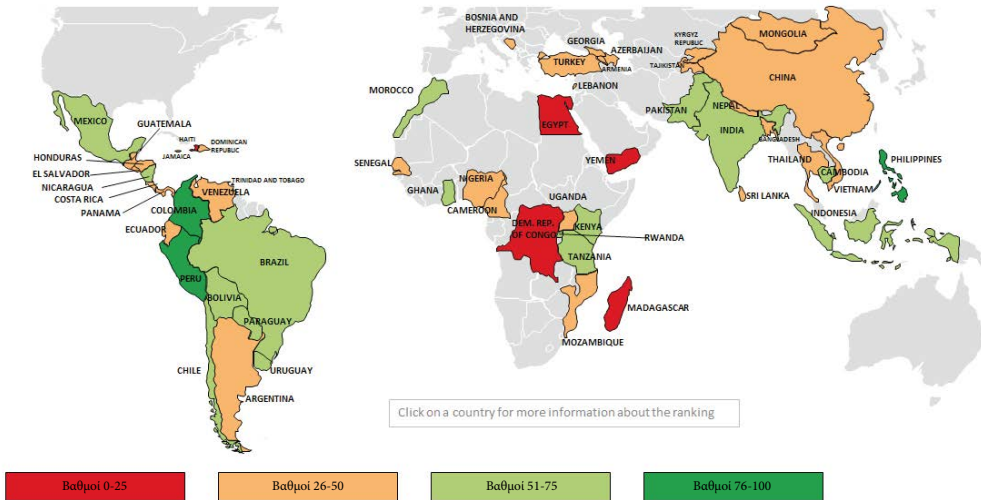 BOSNIA AND
HERZEGOVINA
GEORGIA
AZERBAIJAN
TURKEY
ARMENIA
LEBANON
KYRGYZ
REPUBLIC
TAJIKISTAN
MONGOLIA
CHINA
MOROCCO
MEXICO
GUATEMALA
HAITI
DOMINICAN
REPUBLIC
JAMAICA
HONDURAS
EL SALVADOR
NICARAGUA
COSTA RICA
PANAMA
TRINIDAD AND TOBAGO
VENEZUELA
COLOMBIA
ECUADOR
BRAZIL
PERU
BOLIVIA
PARAGUAY
CHILE
URUGUAY
ARGENTINA
EGYPT
YEMEN
SENEGAL
GHANA
NIGERIA
CAMEROON
UGANDA
DEM. REP.
OF CONGO
KENYA
RWANDA
TANZANIA
MADAGASCAR
MOZAMBIQUE
PAKISTAN
NEPAL
INDIA
BANGLADESH
THAILAND
CAMBODIA
VIETNAM
SRI LANKA
PHILIPPINES
INDONESIA
Click on a country for more information about the ranking
Βαθμοί 0-25
Βαθμοί 26-50
Βαθμοί 51-75
Βαθμοί 76-100